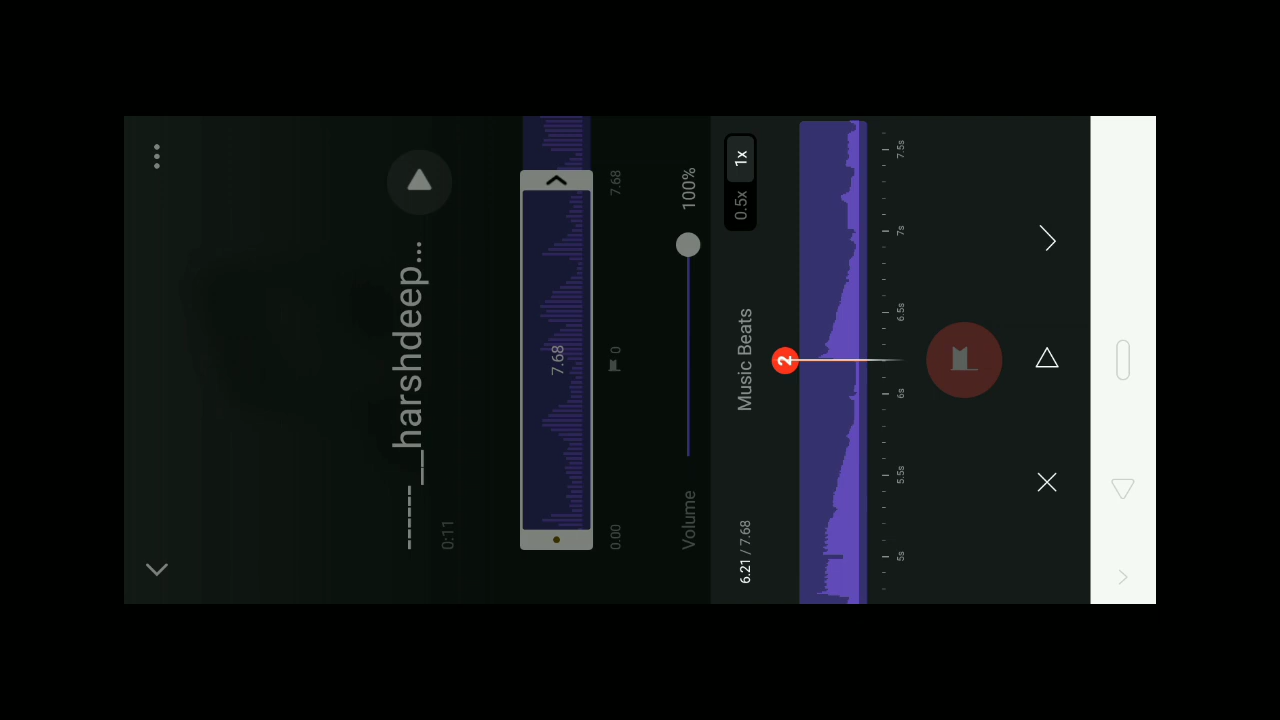 -------__harshdeep...
0:11
7.68
0.00
0
7.68
Volume
100%
0.5x
1x
6.21 / 7.68
Music Beats
2
5s
5.5s
6s
6.5s
7s
7.5s